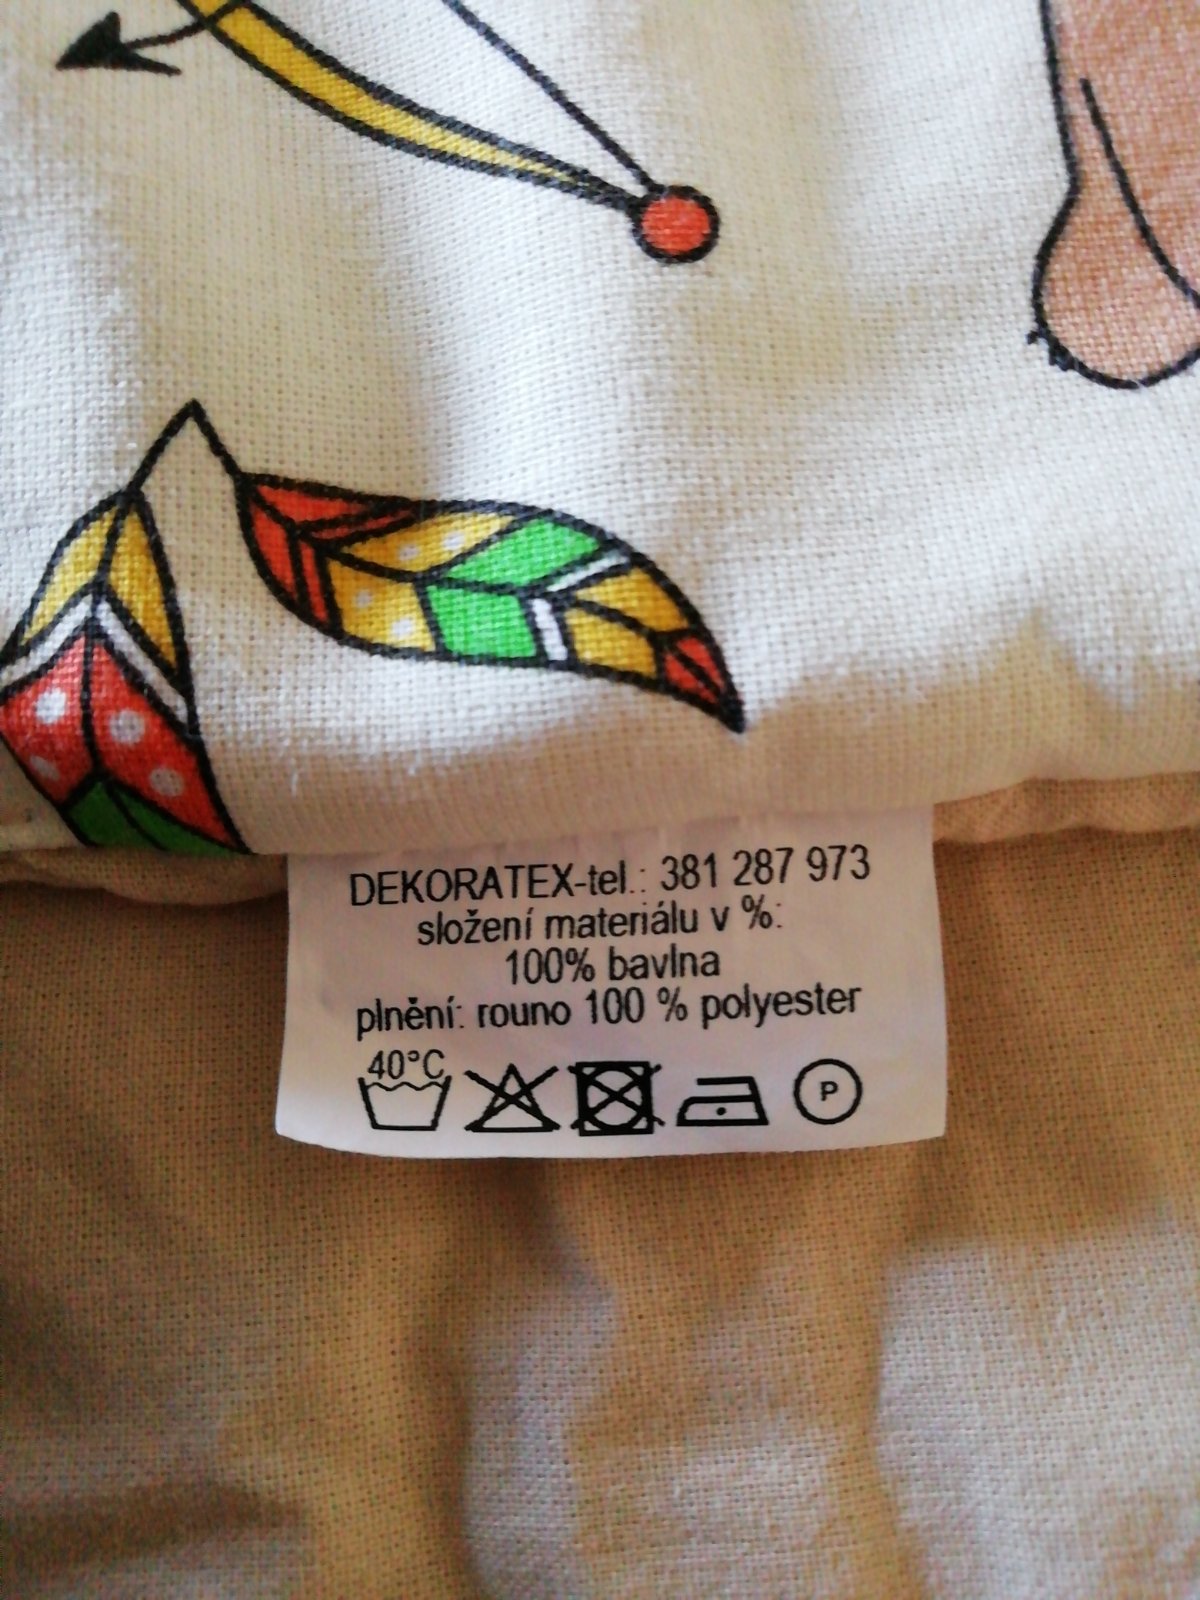 DEKORATEX-tel.: 381 287 973
složení materiálu v %:
100% bavlna
plnění: rouno 100 % polyester
40°C
P